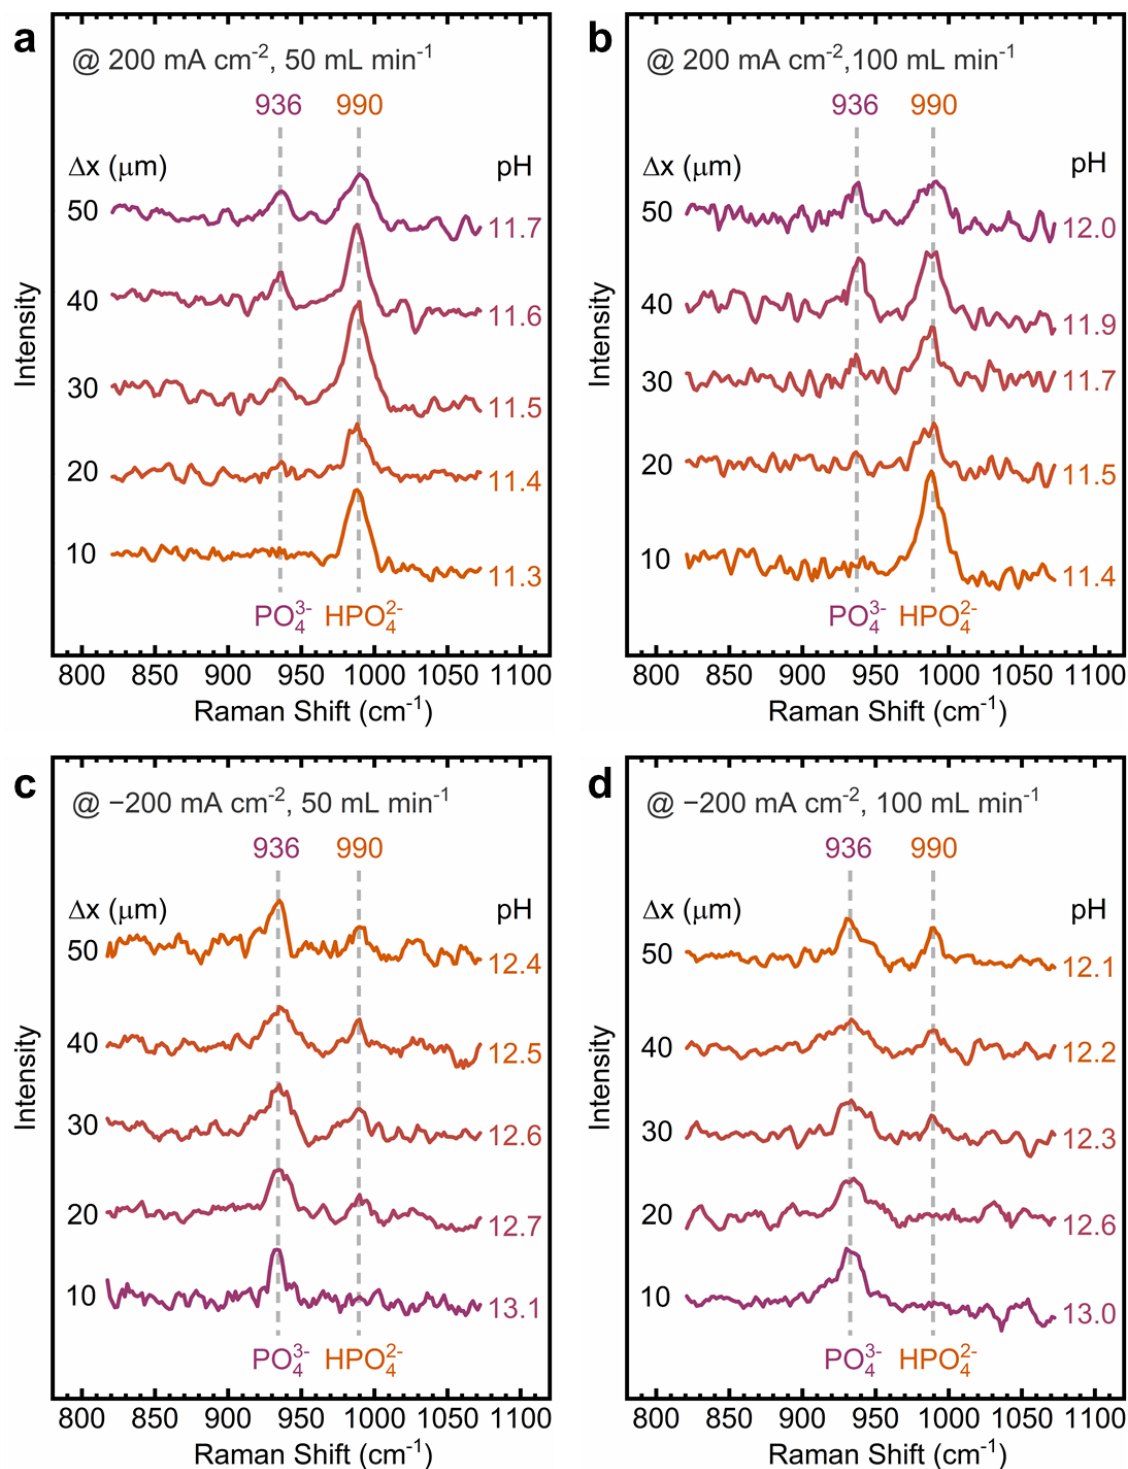 a
@ 200 mA cm⁻², 50 mL min⁻¹
936 990
Δx (μm) pH
50 11.7
40 11.6
30 11.5
20 11.4
10 11.3
PO₄³⁻ HPO₄²⁻
Intensity
800 850 900 950 1000 1050 1100
Raman Shift (cm⁻¹)
b
@ 200 mA cm⁻²,100 mL min⁻¹
936 990
Δx (μm) pH
50 12.0
40 11.9
30 11.7
20 11.5
10 11.4
PO₄³⁻ HPO₄²⁻
Intensity
800 850 900 950 1000 1050 1100
Raman Shift (cm⁻¹)
c
@ −200 mA cm⁻², 50 mL min⁻¹
936 990
Δx (μm) pH
50 12.4
40 12.5
30 12.6
20 12.7
10 13.1
PO₄³⁻ HPO₄²⁻
Intensity
800 850 900 950 1000 1050 1100
Raman Shift (cm⁻¹)
d
@ −200 mA cm⁻², 100 mL min⁻¹
936 990
Δx (μm) pH
50 12.1
40 12.2
30 12.3
20 12.6
10 13.0
PO₄³⁻ HPO₄²⁻
Intensity
800 850 900 950 1000 1050 1100
Raman Shift (cm⁻¹)